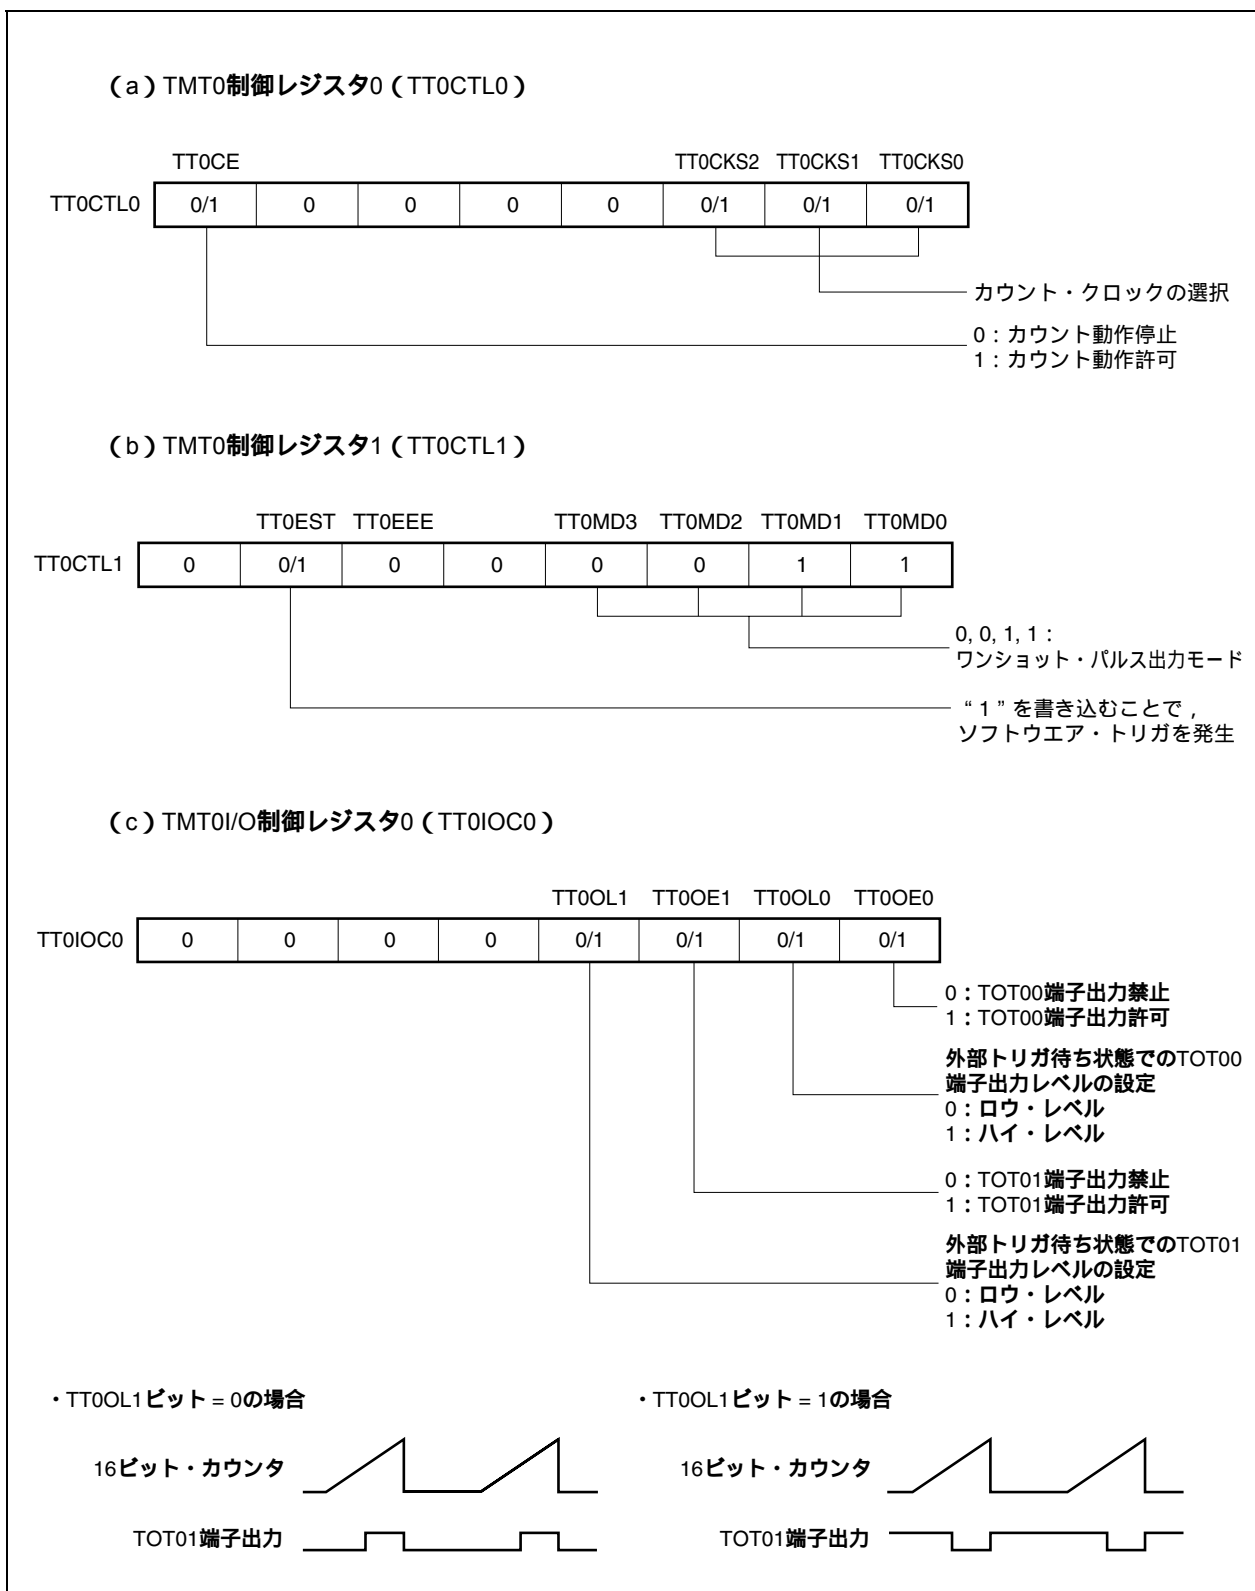 （a）TMT0制御レジスタ0（TT0CTL0）
TT0CE TT0CKS2 TT0CKS1 TT0CKS0
TT0CTL0 0/1 0 0 0 0 0/1 0/1 0/1
カウント・クロックの選択
0：カウント動作停止
1：カウント動作許可
（b）TMT0制御レジスタ1（TT0CTL1）
TT0EST TT0EEE TT0MD3 TT0MD2 TT0MD1 TT0MD0
TT0CTL1 0 0/1 0 0 0 0 1 1
0, 0, 1, 1：
ワンショット・パルス出力モード
“1”を書き込むことで，
ソフトウエア・トリガを発生
（c）TMT0I/O制御レジスタ0（TT0IOC0）
TT0OL1 TT0OE1 TT0OL0 TT0OE0
TT0IOC0 0 0 0 0 0/1 0/1 0/1 0/1
0：TOT00端子出力禁止
1：TOT00端子出力許可
外部トリガ待ち状態でのTOT00
端子出力レベルの設定
0：ロウ・レベル
1：ハイ・レベル
0：TOT01端子出力禁止
1：TOT01端子出力許可
外部トリガ待ち状態でのTOT01
端子出力レベルの設定
0：ロウ・レベル
1：ハイ・レベル
・TT0OL1ビット = 0の場合
16ビット・カウンタ
TOT01端子出力
・TT0OL1ビット = 1の場合
16ビット・カウンタ
TOT01端子出力